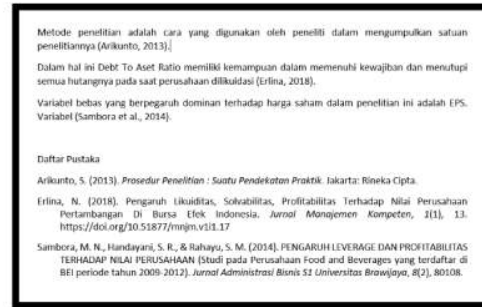 Metode penelitian adalah cara yang digunakan oleh peneliti dalam mengumpulkan satuan
penelitiannya (Arikunto, 2013).
Dalam hal ini Debt To Aset Ratio memiliki kemampuan dalam memenuhi kewajiban dan menutupi
semua hutangnya pada saat perusahaan dilikuidasi (Erlina, 2018).
Variabel bebas yang berpegaruh dominan terhadap harga saham dalam penelitian ini adalah EPS.
Variabel (Sambora et al., 2014).
Daftar Pustaka
Arikunto, S. (2013). Prosedur Penelitian : Suatu Pendekatan Praktik. Jakarta: Rineka Cipta.
Erlina, N. (2018). Pengaruh Likuiditas, Solvabilitas, Profitabilitas Terhadap Nilai Perusahaan
Pertambangan Di Bursa Efek Indonesia. Jurnal Manajemen Kompeten, 1(1), 13.
https://doi.org/10.51877/mnjm.v1i1.17
Sambora, M. N., Handayani, S. R., & Rahayu, S. M. (2014). PENGARUH LEVERAGE DAN PROFITABILITAS
TERHADAP NILAI PERUSAHAAN (Studi pada Perusahaan Food and Beverages yang terdaftar di
BEI periode tahun 2009-2012). Jurnal Administrasi Bisnis S1 Universitas Brawijaya, 8(2), 80108.